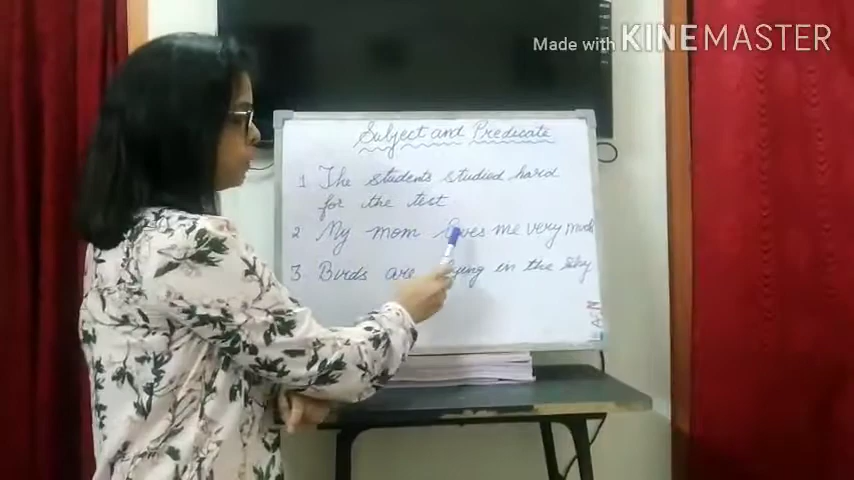 Made with KINEMASTER
Subject and Predicate
1 The students studied hard
for the test
2 My mom loves me very much
3 Birds are flying in the sky